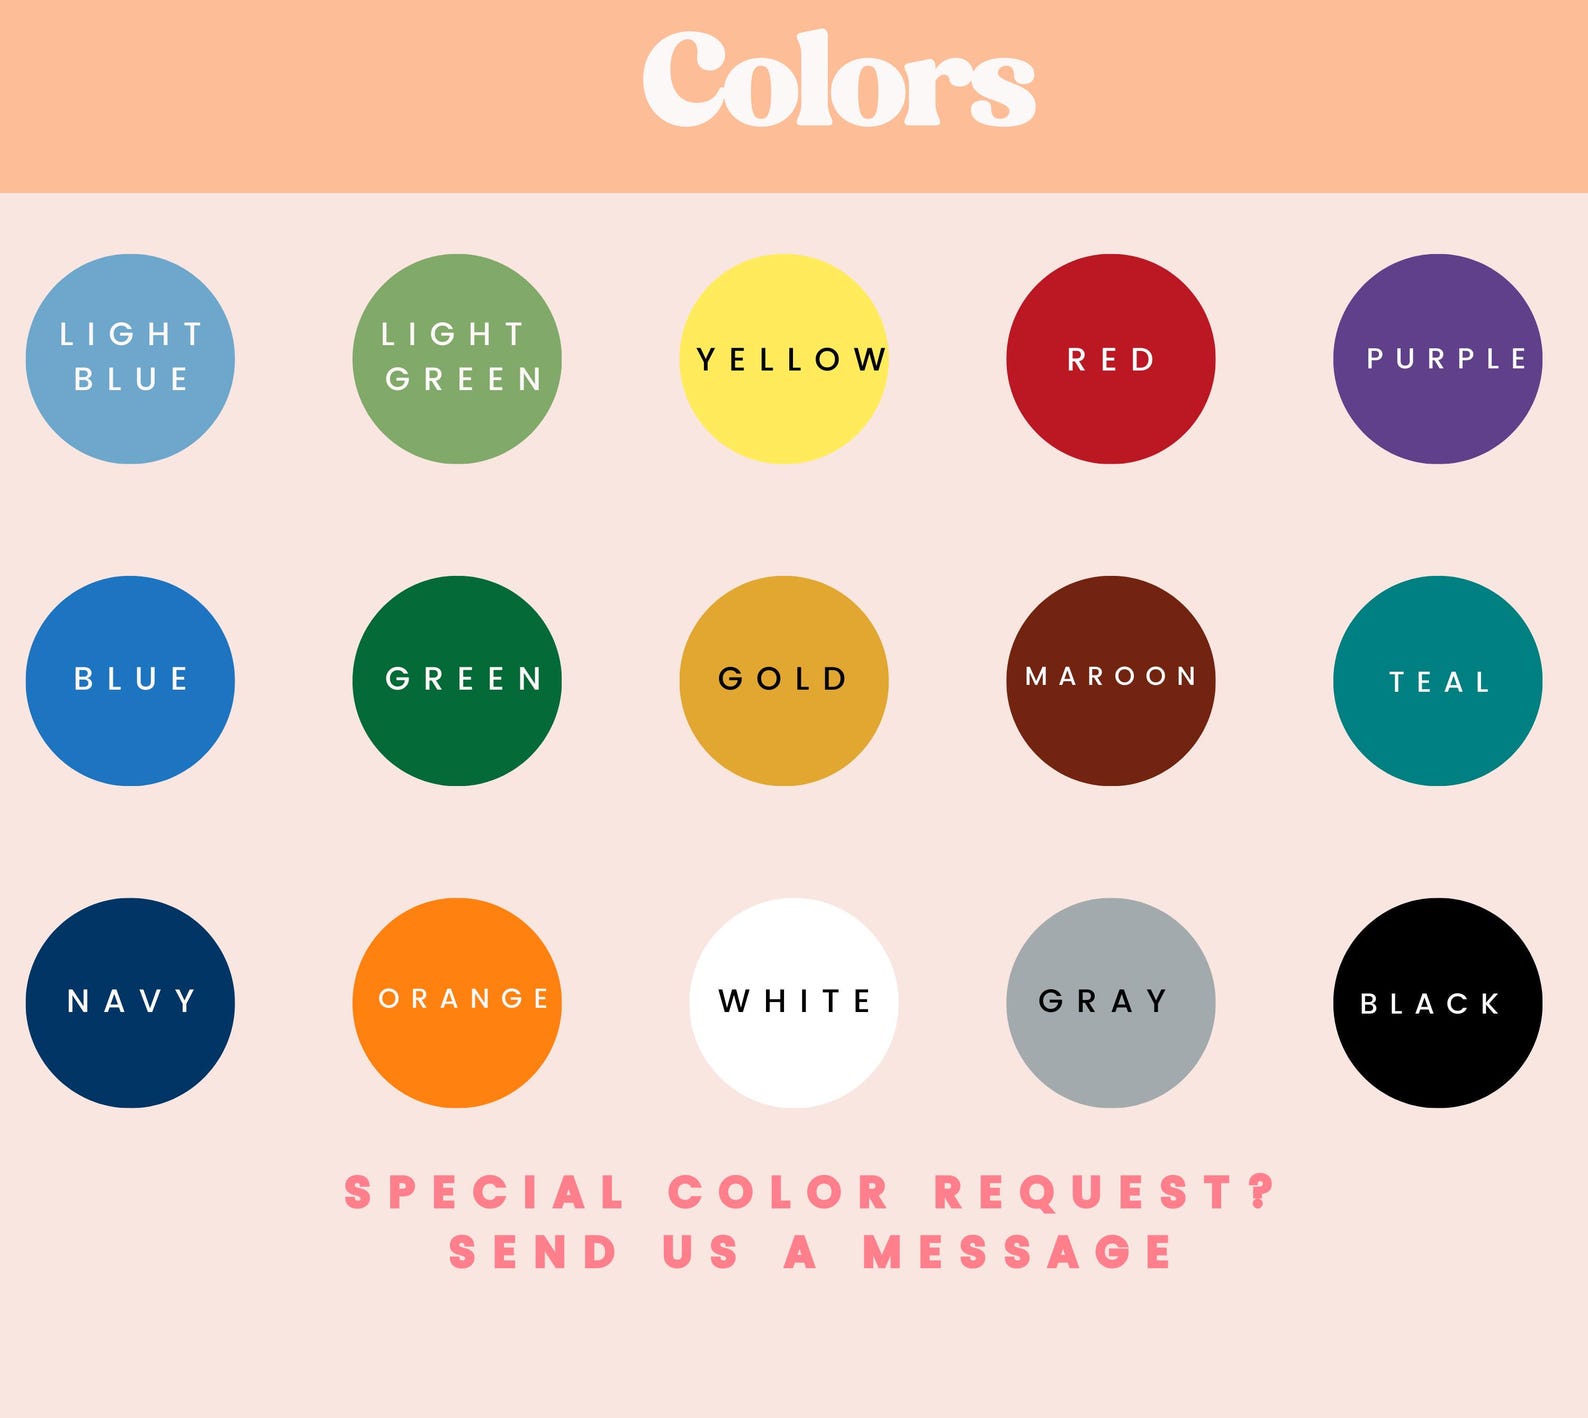 Colors
LIGHT
BLUE
LIGHT
GREEN
YELLOW
RED
PURPLE
BLUE
GREEN
GOLD
MAROON
TEAL
NAVY
ORANGE
WHITE
GRAY
BLACK
SPECIAL COLOR REQUEST?
SEND US A MESSAGE